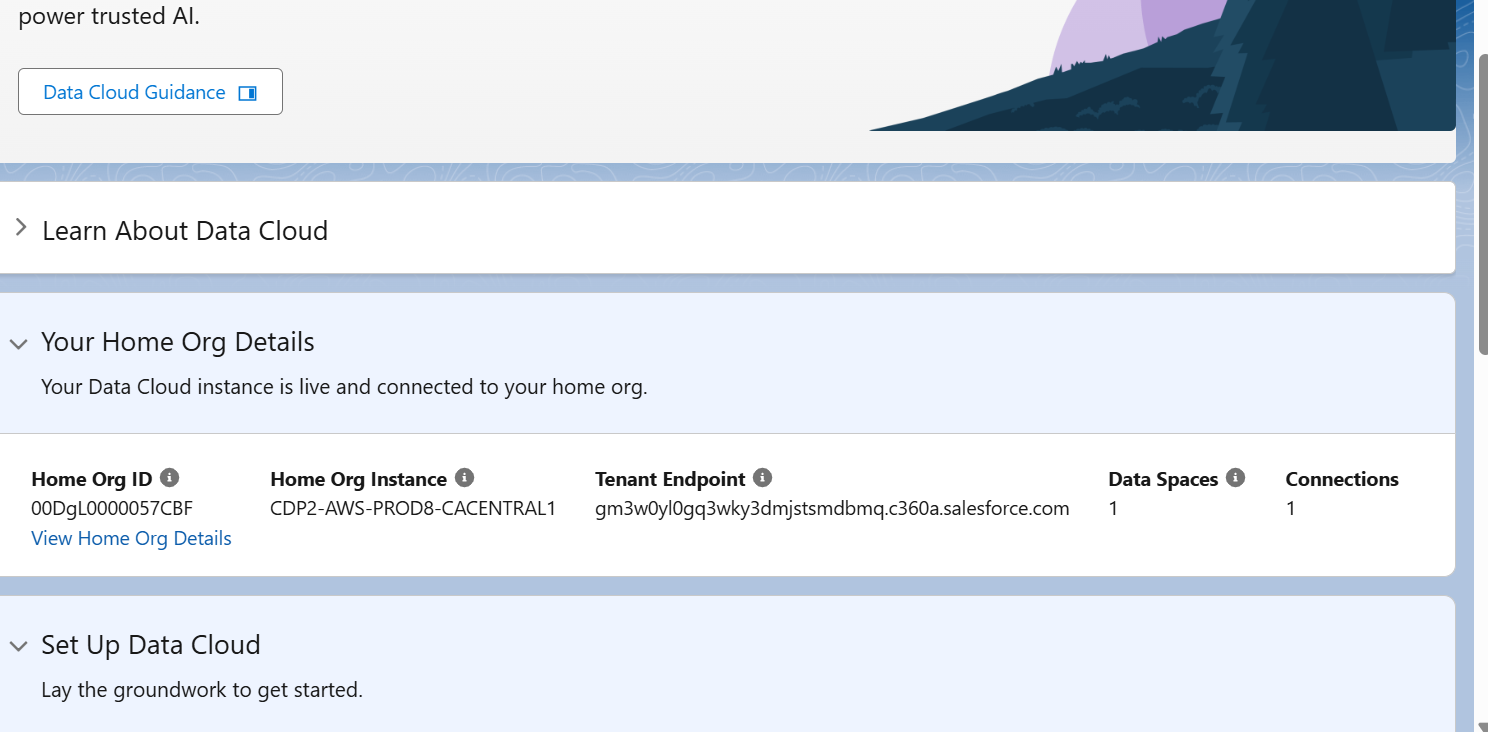 power trusted AI.
Data Cloud Guidance
Learn About Data Cloud
Your Home Org Details
Your Data Cloud instance is live and connected to your home org.
Home Org ID Home Org Instance Tenant Endpoint Data Spaces Connections
00DgL0000057CBF CDP2-AWS-PROD8-CACENTRAL1 gm3w0yl0gq3wky3dmjstsmdbmq.c360a.salesforce.com 1 1
View Home Org Details
Set Up Data Cloud
Lay the groundwork to get started.